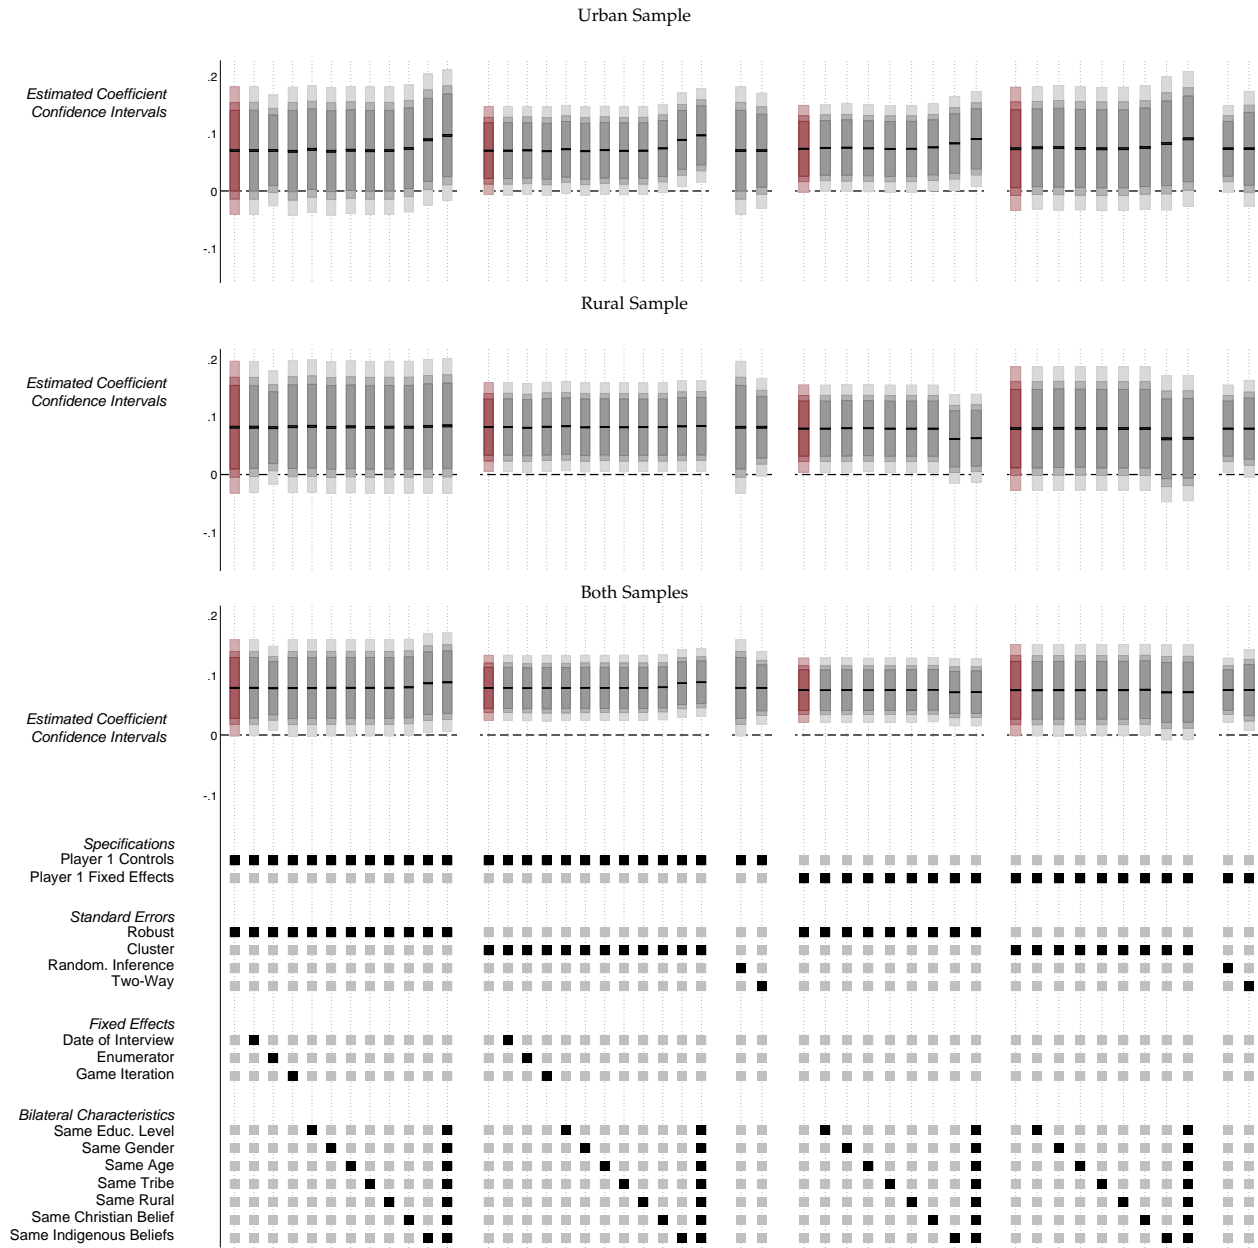 Urban Sample
.2
Estimated Coefficient
Confidence Intervals
.1
0
-.1
Rural Sample
.2
Estimated Coefficient
Confidence Intervals
.1
0
-.1
Both Samples
.2
.1
Estimated Coefficient
Confidence Intervals
0
-.1
Specifications
Player 1 Controls
Player 1 Fixed Effects
Standard Errors
Robust
Cluster
Random. Inference
Two-Way
Fixed Effects
Date of Interview
Enumerator
Game Iteration
Bilateral Characteristics
Same Educ. Level
Same Gender
Same Age
Same Tribe
Same Rural
Same Christian Belief
Same Indigenous Beliefs